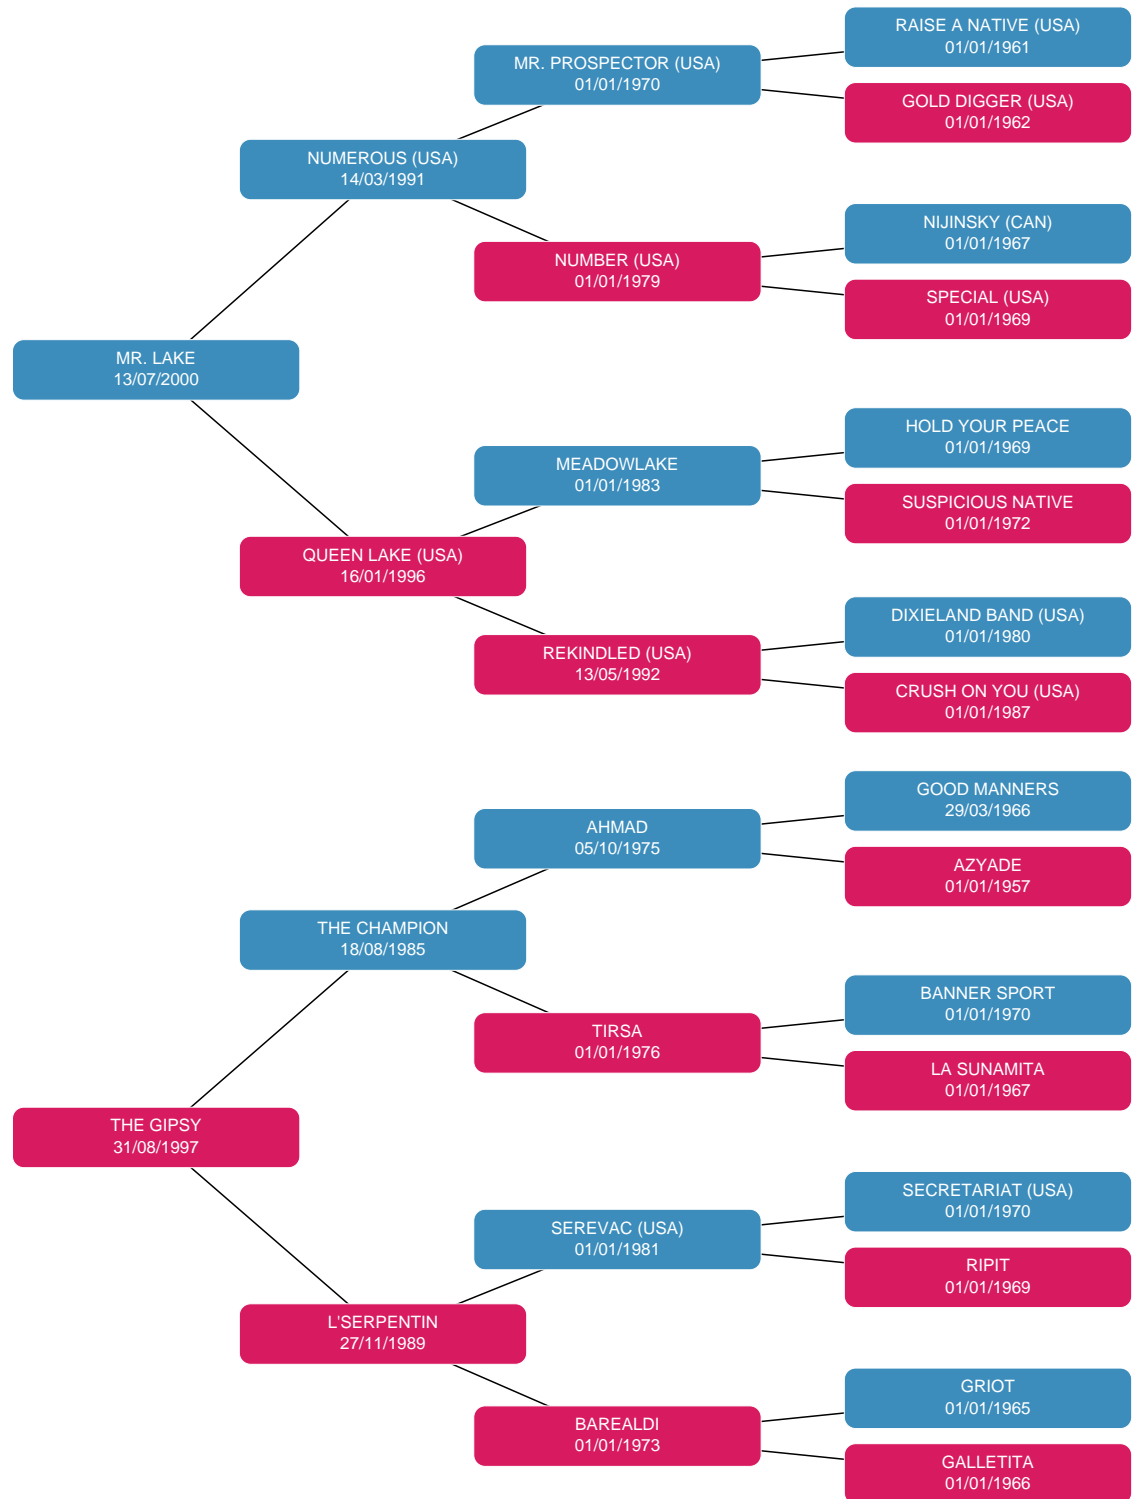 RAISE A NATIVE (USA)
01/01/1961
MR. PROSPECTOR (USA)
01/01/1970
GOLD DIGGER (USA)
01/01/1962
NUMEROUS (USA)
14/03/1991
NIJINSKY (CAN)
01/01/1967
NUMBER (USA)
01/01/1979
SPECIAL (USA)
01/01/1969
MR. LAKE
13/07/2000
HOLD YOUR PEACE
01/01/1969
MEADOWLAKE
01/01/1983
SUSPICIOUS NATIVE
01/01/1972
QUEEN LAKE (USA)
16/01/1996
DIXIELAND BAND (USA)
01/01/1980
REKINDLED (USA)
13/05/1992
CRUSH ON YOU (USA)
01/01/1987
GOOD MANNERS
29/03/1966
AHMAD
05/10/1975
AZYADE
01/01/1957
THE CHAMPION
18/08/1985
BANNER SPORT
01/01/1970
TIRSA
01/01/1976
LA SUNAMITA
01/01/1967
THE GIPSY
31/08/1997
SECRETARIAT (USA)
01/01/1970
SEREVAC (USA)
01/01/1981
RIPIT
01/01/1969
L'SERPENTIN
27/11/1989
GRIOT
01/01/1965
BAREALDI
01/01/1973
GALLETITA
01/01/1966